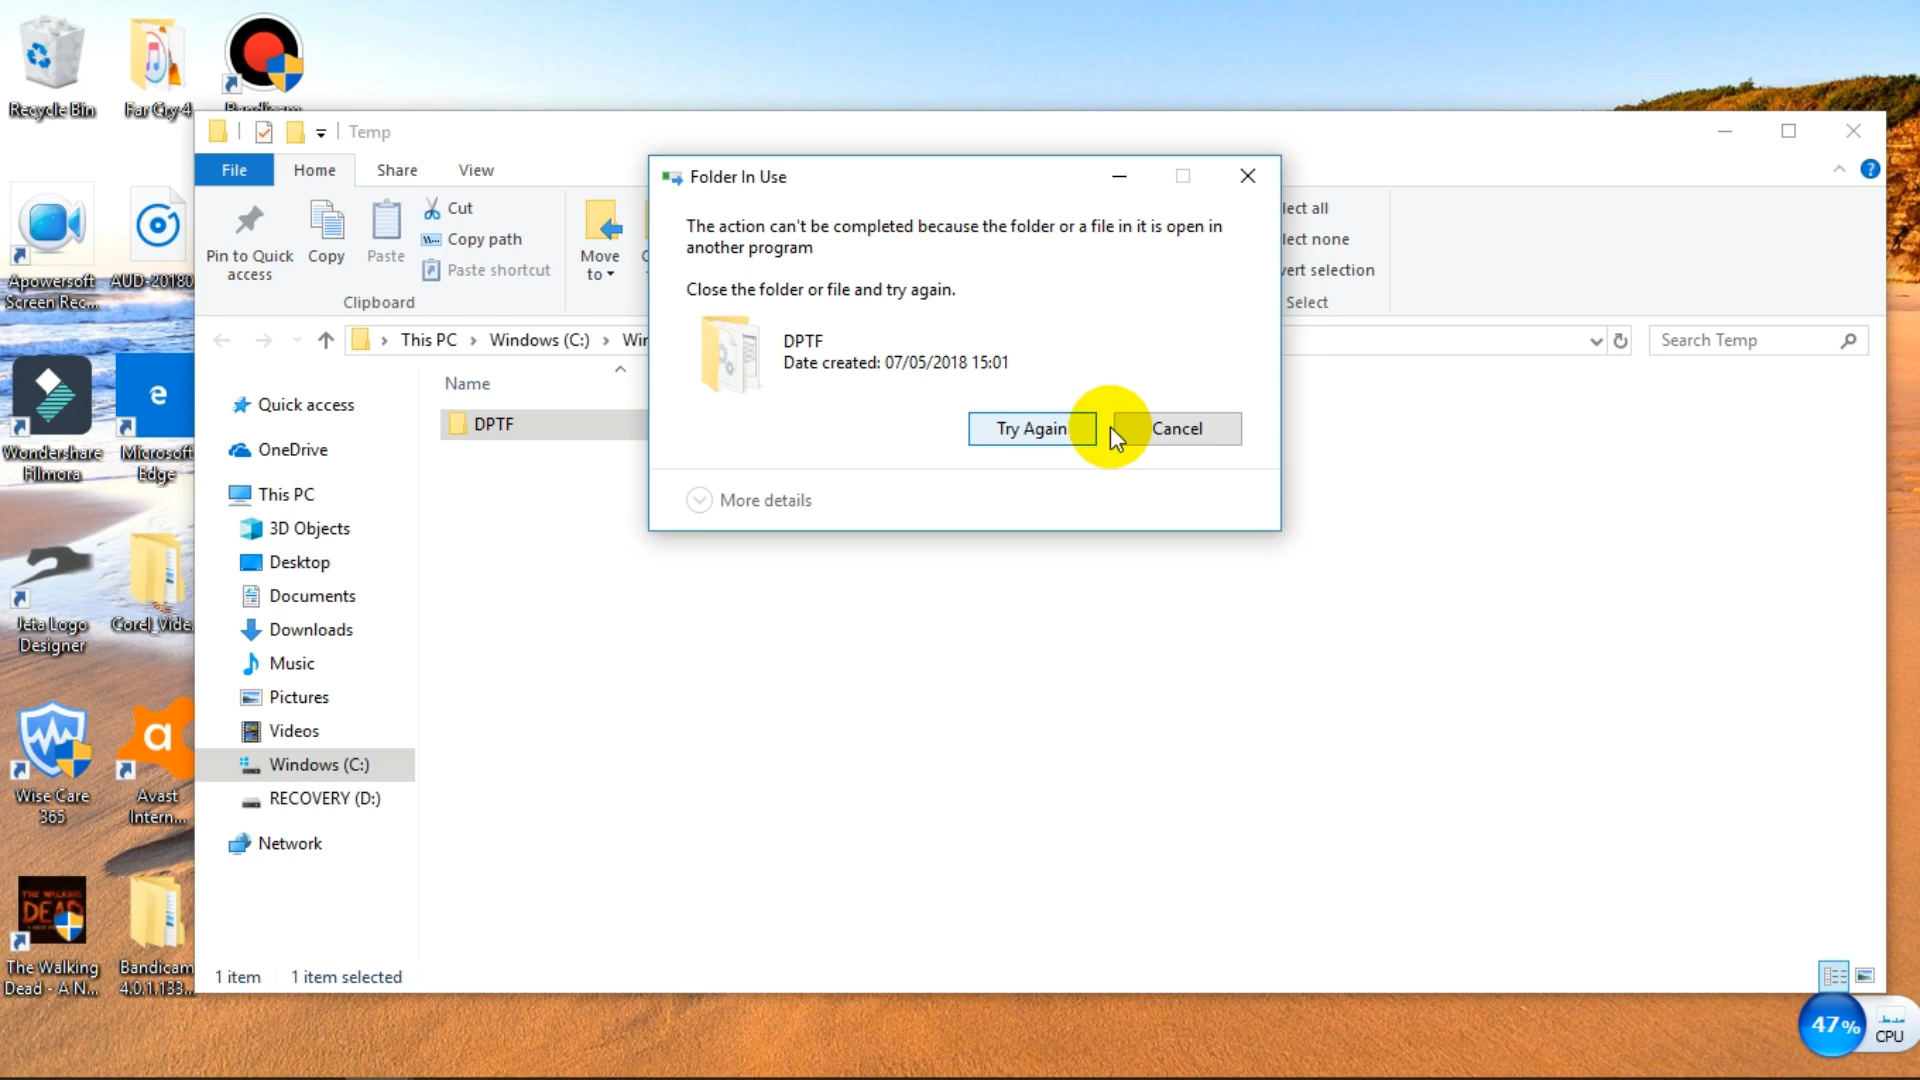 Recycle Bin
Far Cry 4
Bandicam
Temp
File
Home
Share
View
Pin to Quick
access
Copy
Paste
Cut
Copy path
Paste shortcut
Clipboard
Move
to
Folder In Use
The action can't be completed because the folder or a file in it is open in
another program
Close the folder or file and try again.
DPTF
Date created: 07/05/2018 15:01
Try Again
Cancel
More details
lect all
lect none
vert selection
Select
This PC
Windows (C:)
Win
Search Temp
Name
DPTF
Quick access
OneDrive
This PC
3D Objects
Desktop
Documents
Downloads
Music
Pictures
Videos
Windows (C:)
RECOVERY (D:)
Network
1 item
1 item selected
Apowersoft
Screen Rec...
AUD-20180
Wondershare
Filmora
Microsoft
Edge
Jeta Logo
Designer
Corel_Vide
Wise Care
365
Avast
Intern...
THE WALKING
DEAD
The Walking
Dead - A N...
Bandicam
4.0.1.133...
47%
CPU